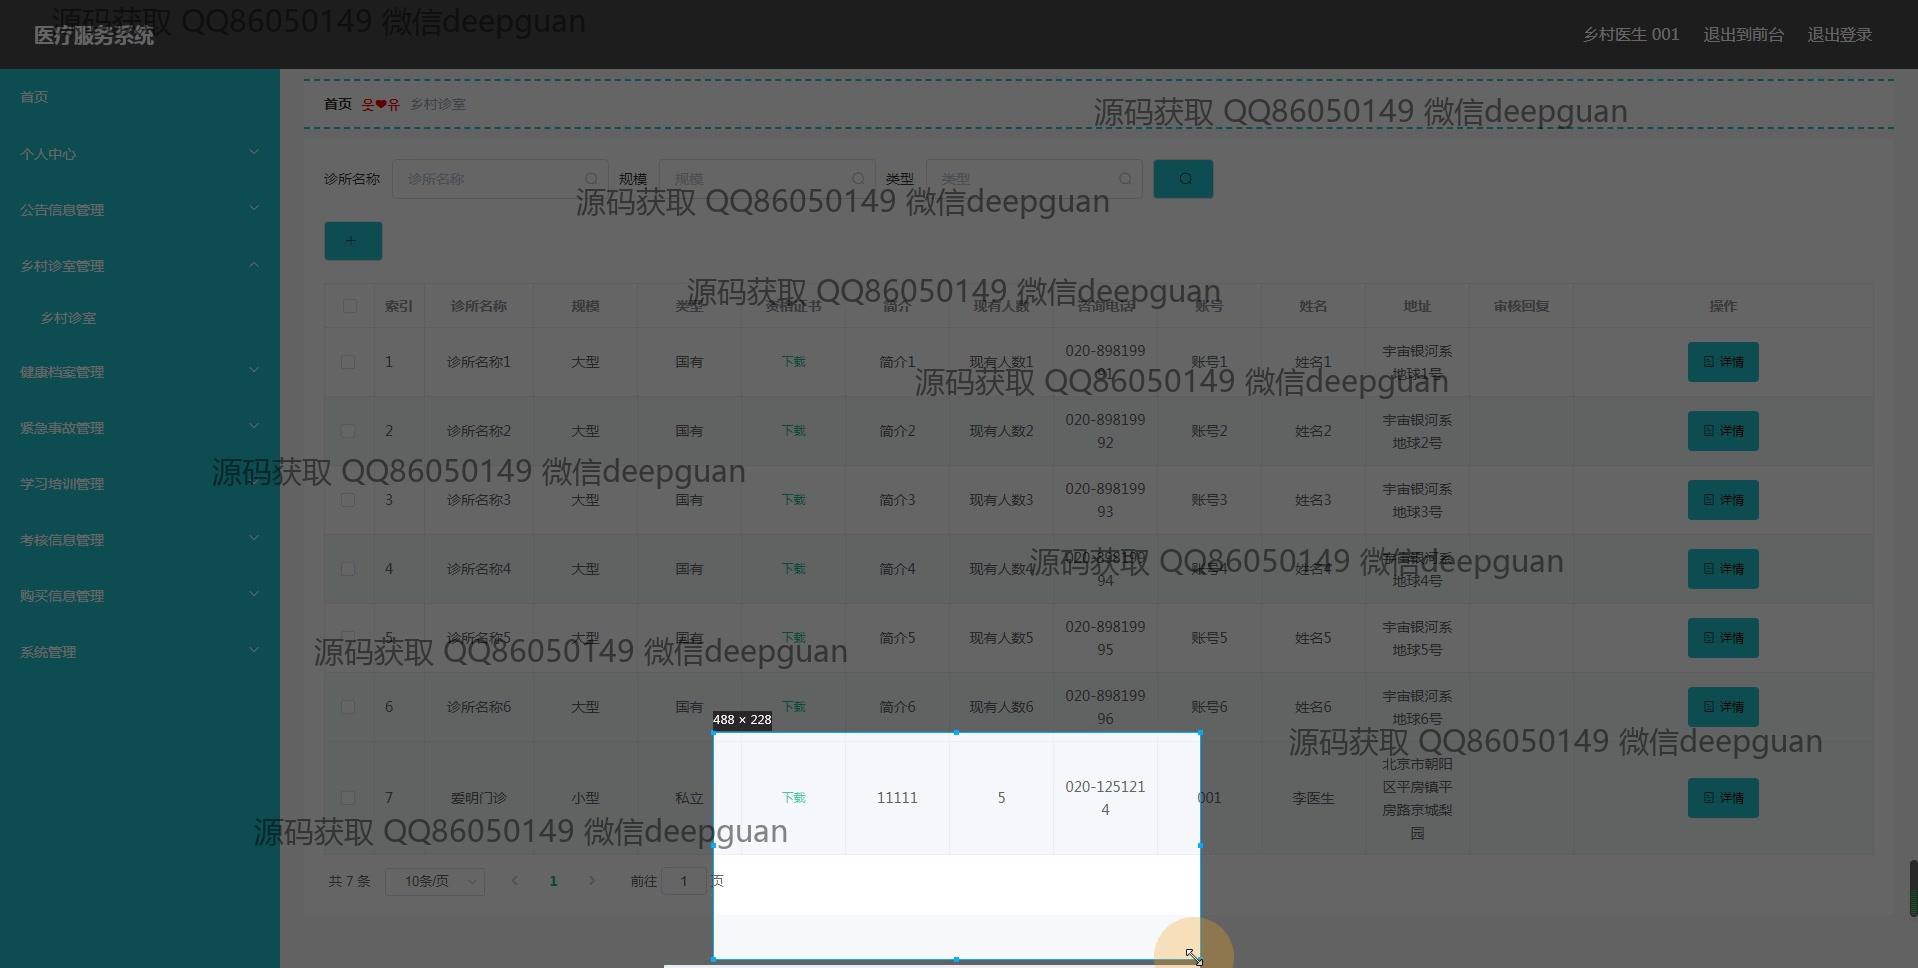 源码获取 QQ86050149 微信deepguan
医疗服务系统
乡村医生 001 退出到前台 退出登录
首页
个人中心
公告信息管理
乡村诊室管理
乡村诊室
健康档案管理
紧急事故管理
学习培训管理
考核信息管理
购买信息管理
系统管理
首页 웃❤유 乡村诊室
源码获取 QQ86050149 微信deepguan
诊所名称 诊所名称 规模 规模 类型 类型
源码获取 QQ86050149 微信deepguan
+
源码获取 QQ86050149 微信deepguan
索引 诊所名称 规模 类型 资格证书 简介 现有人数 咨询电话 账号 姓名 地址 审核回复 操作
1 诊所名称1 大型 国有 下载 简介1 现有人数1 020-89819991 账号1 姓名1 宇宙银河系地球1号 详情
源码获取 QQ86050149 微信deepguan
2 诊所名称2 大型 国有 下载 简介2 现有人数2 020-89819992 账号2 姓名2 宇宙银河系地球2号 详情
源码获取 QQ86050149 微信deepguan
3 诊所名称3 大型 国有 下载 简介3 现有人数3 020-89819993 账号3 姓名3 宇宙银河系地球3号 详情
源码获取 QQ86050149 微信deepguan
4 诊所名称4 大型 国有 下载 简介4 现有人数4 020-89819994 账号4 姓名4 宇宙银河系地球4号 详情
5 诊所名称5 大型 国有 下载 简介5 现有人数5 020-89819995 账号5 姓名5 宇宙银河系地球5号 详情
源码获取 QQ86050149 微信deepguan
6 诊所名称6 大型 国有 下载 简介6 现有人数6 020-89819996 账号6 姓名6 宇宙银河系地球6号 详情
488 × 228
源码获取 QQ86050149 微信deepguan
7 爱明门诊 小型 私立 下载 11111 5 020-1251214 001 李医生 北京市朝阳区平房镇平房路京城梨园 详情
源码获取 QQ86050149 微信deepguan
共 7 条 10条/页 1 前往 1 页